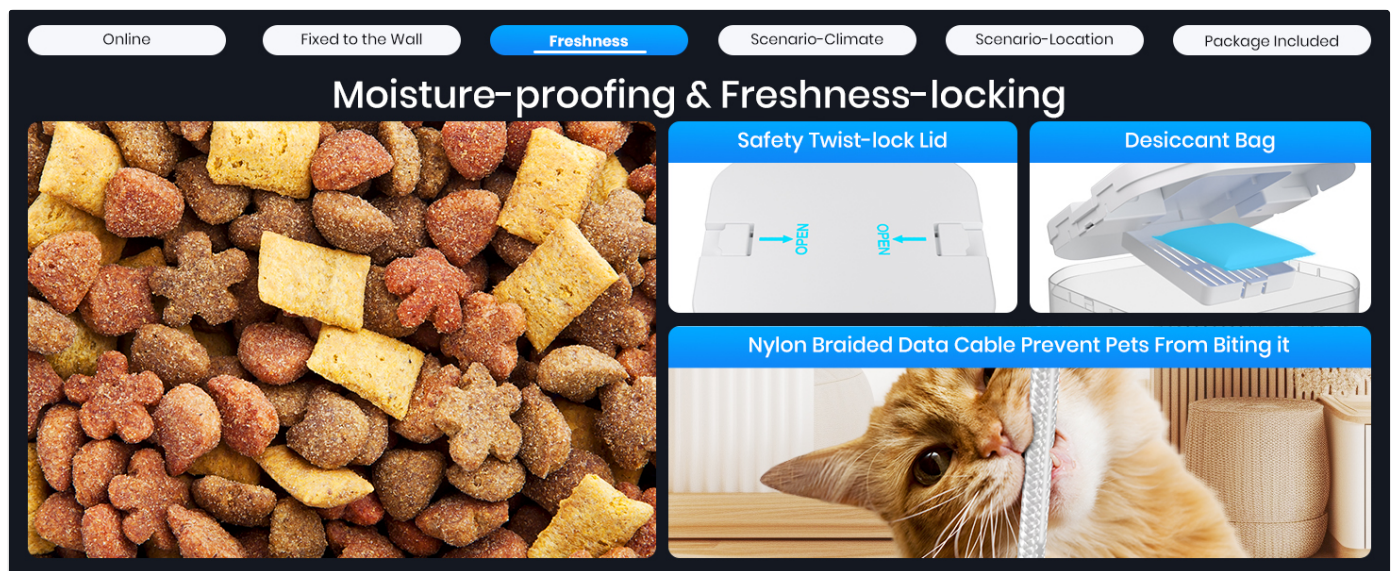 Online
Fixed to the Wall
Freshness
Scenario-Climate
Scenario-Location
Package Included
Moisture-proofing & Freshness-locking
Safety Twist-lock Lid
OPEN
OPEN
Desiccant Bag
Nylon Braided Data Cable Prevent Pets From Biting it